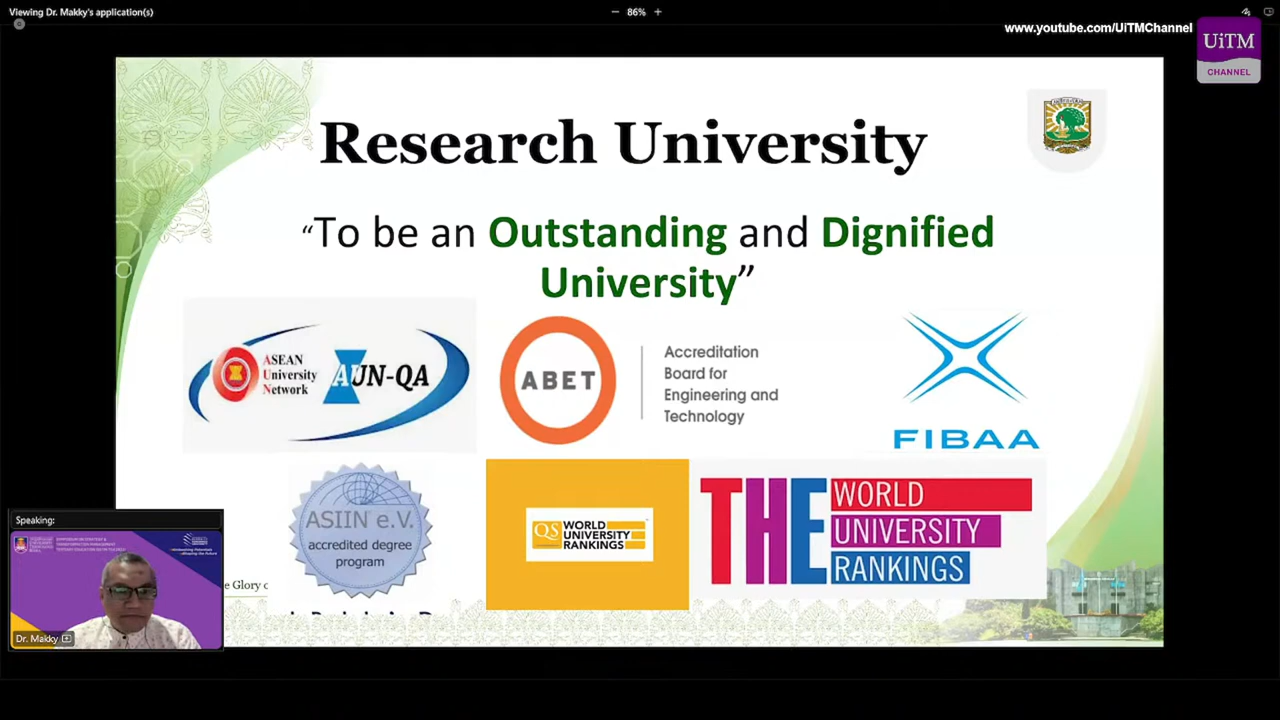 Viewing Dr. Makky's application(s)
− 86% +
www.youtube.com/UiTMChannel
UiTM
CHANNEL
Research University
“To be an Outstanding and Dignified
University”
ASEAN
University
Network
AUN-QA
ABET
Accreditation
Board for
Engineering and
Technology
FIBAA
ASIIN e.V.
accredited degree
program
QS WORLD
UNIVERSITY
RANKINGS
THE WORLD
UNIVERSITY
RANKINGS
Speaking:
e Glory o
Dr. Makky